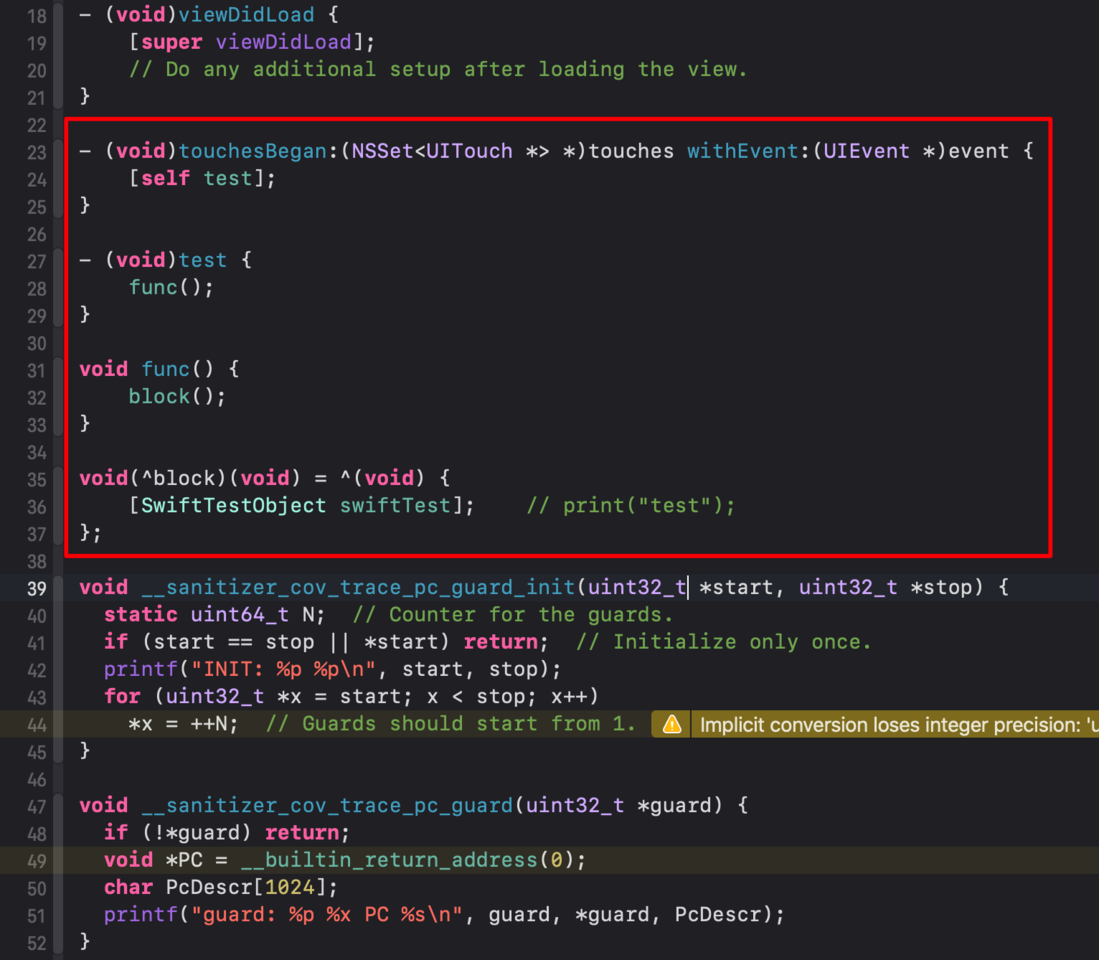 18 - (void)viewDidLoad {
19     [super viewDidLoad];
20     // Do any additional setup after loading the view.
21 }
22
23 - (void)touchesBegan:(NSSet<UITouch *> *)touches withEvent:(UIEvent *)event {
24     [self test];
25 }
26
27 - (void)test {
28     func();
29 }
30
31 void func() {
32     block();
33 }
34
35 void(^block)(void) = ^(void) {
36     [SwiftTestObject swiftTest];    // print("test");
37 };
38
39 void __sanitizer_cov_trace_pc_guard_init(uint32_t *start, uint32_t *stop) {
40   static uint64_t N;  // Counter for the guards.
41   if (start == stop || *start) return;  // Initialize only once.
42   printf("INIT: %p %p\n", start, stop);
43   for (uint32_t *x = start; x < stop; x++)
44     *x = ++N;  // Guards should start from 1. Implicit conversion loses integer precision: 'u
45 }
46
47 void __sanitizer_cov_trace_pc_guard(uint32_t *guard) {
48   if (!*guard) return;
49   void *PC = __builtin_return_address(0);
50   char PcDescr[1024];
51   printf("guard: %p %x PC %s\n", guard, *guard, PcDescr);
52 }